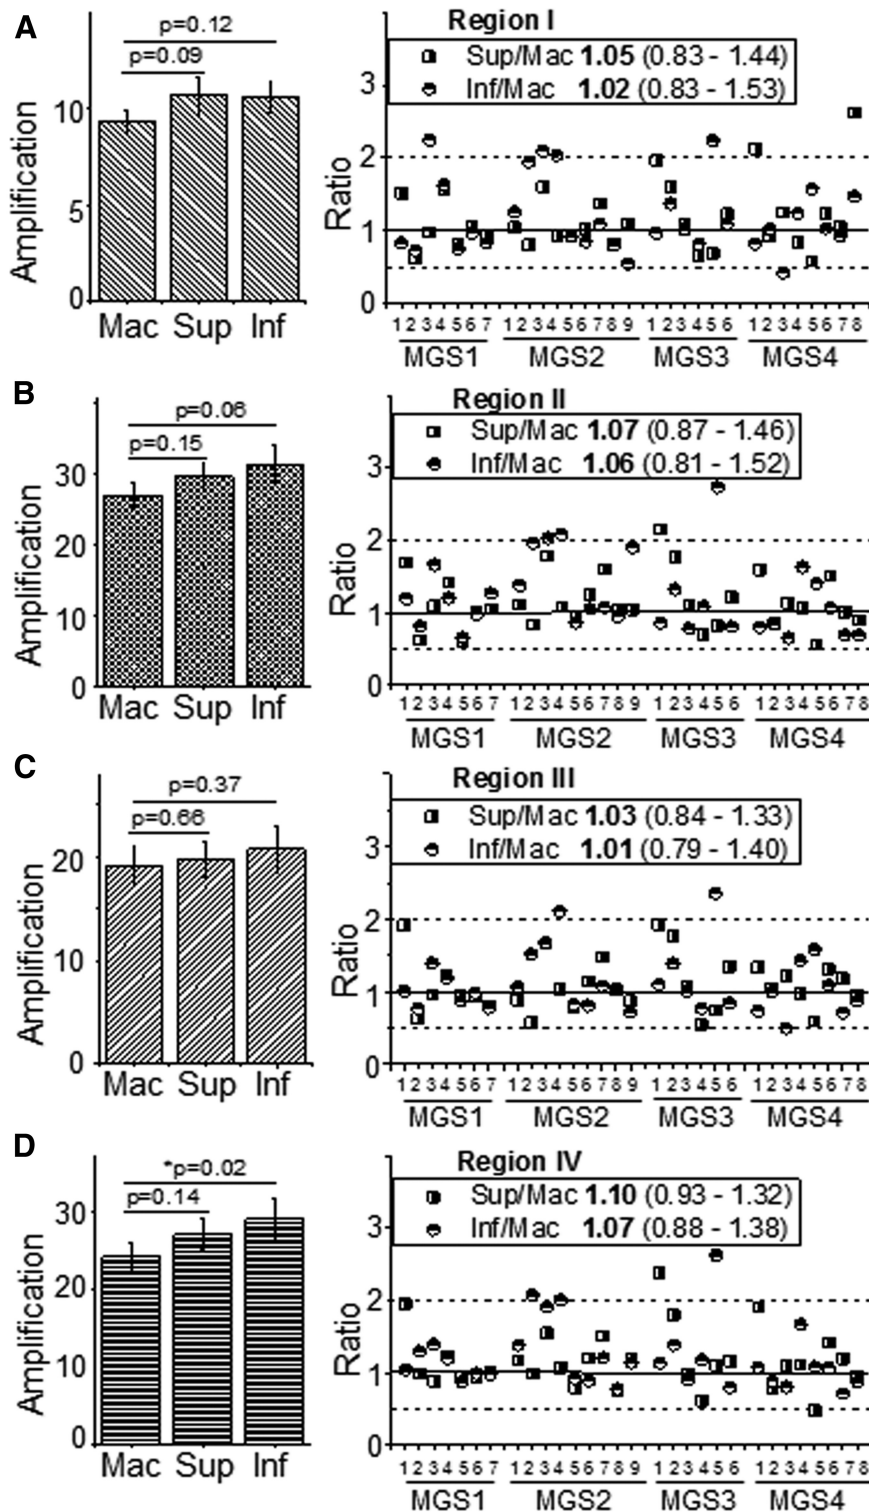 A
Region I
p=0.12
p=0.09
Sup/Mac 1.05 (0.83 - 1.44)
Inf/Mac 1.02 (0.83 - 1.53)
Amplification
10
5
0
Mac Sup Inf
Ratio
3
2
1
0
1 2 3 4 5 6 7 1 2 3 4 5 6 7 8 9 1 2 3 4 5 6 1 2 3 4 5 6 7 8
MGS1 MGS2 MGS3 MGS4
B
Region II
p=0.06
p=0.15
Sup/Mac 1.07 (0.87 - 1.46)
Inf/Mac 1.06 (0.81 - 1.52)
Amplification
30
20
10
0
Mac Sup Inf
Ratio
3
2
1
0
1 2 3 4 5 6 7 1 2 3 4 5 6 7 8 9 1 2 3 4 5 6 1 2 3 4 5 6 7 8
MGS1 MGS2 MGS3 MGS4
C
Region III
p=0.37
p=0.66
Sup/Mac 1.03 (0.84 - 1.33)
Inf/Mac 1.01 (0.79 - 1.40)
Amplification
20
10
0
Mac Sup Inf
Ratio
3
2
1
0
1 2 3 4 5 6 7 1 2 3 4 5 6 7 8 9 1 2 3 4 5 6 1 2 3 4 5 6 7 8
MGS1 MGS2 MGS3 MGS4
D
Region IV
*p=0.02
p=0.14
Sup/Mac 1.10 (0.93 - 1.32)
Inf/Mac 1.07 (0.88 - 1.38)
Amplification
30
20
10
0
Mac Sup Inf
Ratio
3
2
1
0
1 2 3 4 5 6 7 1 2 3 4 5 6 7 8 9 1 2 3 4 5 6 1 2 3 4 5 6 7 8
MGS1 MGS2 MGS3 MGS4